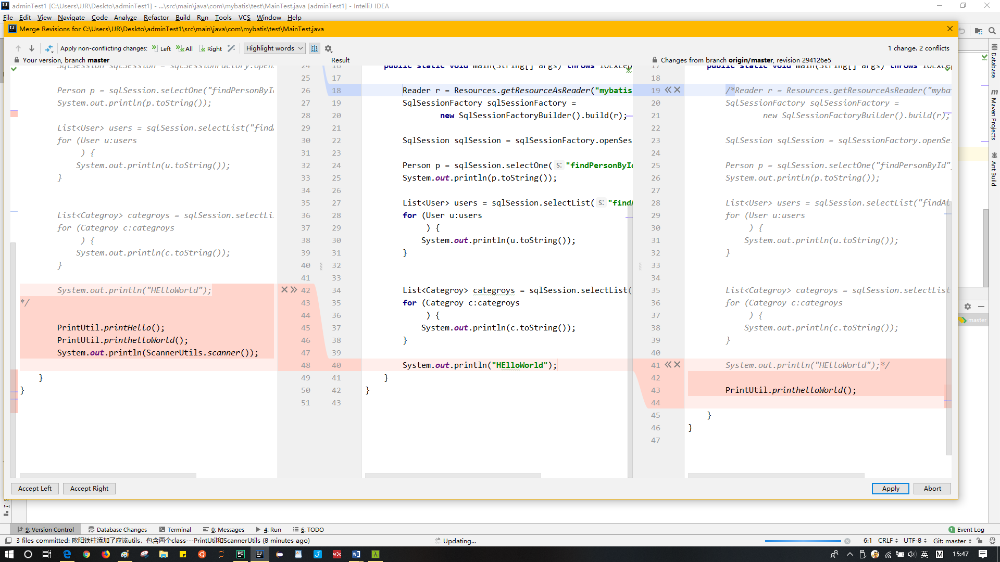 adminTest1 [C:\Users\JJR\Deskto\adminTest1] - ...\src\main\java\com\mybatis\test\MainTest.java [adminTest1] - IntelliJ IDEA
File Edit View Navigate Code Analyze Refactor Build Run Tools VCS Window Help
Merge Revisions for C:\Users\JJR\Deskto\adminTest1\src\main\java\com\mybatis\test\MainTest.java
Apply non-conflicting changes: Left All Right Highlight words 1 change. 2 conflicts
Your version, branch master
Result
Changes from branch origin/master, revision 294126e5
SqlSession sqlSession = sqlSessionFactory.opens
Person p = sqlSession.selectOne("findPersonById
System.out.println(p.toString());
List<User> users = sqlSession.selectList("findA
for (User u:users
) {
System.out.println(u.toString());
}
List<Categroy> categroys = sqlSession.selectLi
for (Categroy c:categroys
) {
System.out.println(c.toString());
}
System.out.println("HElloWorld");
*/
PrintUtil.printHello();
PrintUtil.printhelloWorld();
System.out.println(ScannerUtils.scanner());
}
}
24 16
25 17
26 18
27 19
28 20
29 21
30 22
31 23
32 24
33 25
34 26
35 27
36 28
37 29
38 30
39 31
40 32
41 33
42 34
43 35
44 36
45 37
46 38
47 39
48 40
49 41
50 42
51 43
public static void main(String[] args) throws IOExcep
Reader r = Resources.getResourceAsReader("mybatis
SqlSessionFactory sqlSessionFactory =
new SqlSessionFactoryBuilder().build(r);
SqlSession sqlSession = sqlSessionFactory.openSes
Person p = sqlSession.selectOne( s: "findPersonById
System.out.println(p.toString());
List<User> users = sqlSession.selectList( s: "findA
for (User u:users
) {
System.out.println(u.toString());
}
List<Categroy> categroys = sqlSession.selectList(
for (Categroy c:categroys
) {
System.out.println(c.toString());
}
System.out.println("HElloWorld");
}
}
17 public static void main(String[] args) throws IOExcep
18
19 /*Reader r = Resources.getResourceAsReader("mybat
20 SqlSessionFactory sqlSessionFactory =
21 new SqlSessionFactoryBuilder().build(r);
22
23 SqlSession sqlSession = sqlSessionFactory.openSe
24
25 Person p = sqlSession.selectOne("findPersonById"
26 System.out.println(p.toString());
27
28 List<User> users = sqlSession.selectList("findAl
29 for (User u:users
30 ) {
31 System.out.println(u.toString());
32 }
33
34
35 List<Categroy> categroys = sqlSession.selectList
36 for (Categroy c:categroys
37 ) {
38 System.out.println(c.toString());
39 }
40
41 System.out.println("HElloWorld");*/
42
43 PrintUtil.printhelloWorld();
44
45 }
46 }
47
Database
m Maven Projects
Ant Build
master
Accept Left Accept Right Apply Abort
9: Version Control Database Changes Terminal 0: Messages 4: Run 6: TODO 1 Event Log
3 files committed: 欧阳铁柱添加了应该utils，包含两个class---PrintUtil和ScannerUtils (8 minutes ago) Updating... 6:1 CRLF UTF-8 Git: master
PC IJ W3C 英 M 15:47